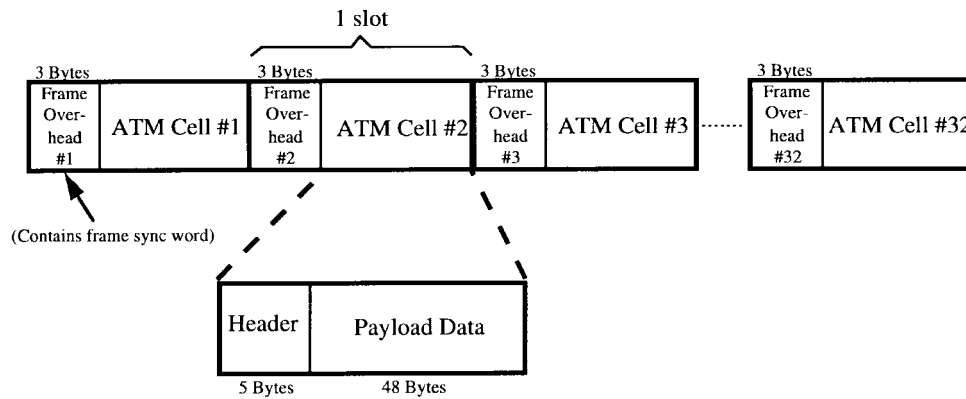 1 slot
3 Bytes
3 Bytes
3 Bytes
3 Bytes
Frame
Over-
head
#1
ATM Cell #1
Frame
Over-
head
#2
ATM Cell #2
Frame
Over-
head
#3
ATM Cell #3
Frame
Over-
head
#32
ATM Cell #32
(Contains frame sync word)
Header
Payload Data
5 Bytes
48 Bytes